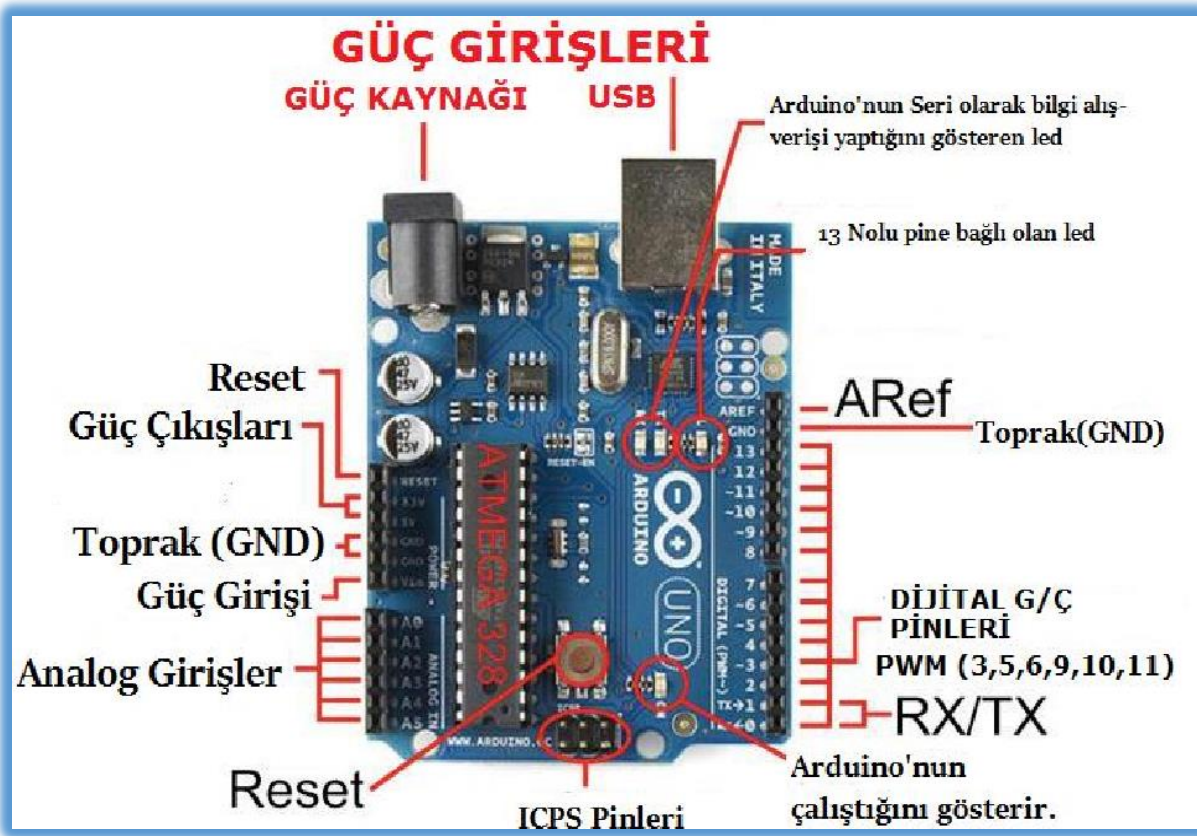 GÜÇ GİRİŞLERİ
GÜÇ KAYNAĞI
USB
Arduino'nun Seri olarak bilgi alış-
verişi yaptığını gösteren led
13 Nolu pine bağlı olan led
MADE
IN ITALY
Reset
Güç Çıkışları
Toprak (GND)
Güç Girişi
Analog Girişler
Reset
ICPS Pinleri
ARef
Toprak(GND)
DİJİTAL G/Ç
PİNLERİ
PWM (3,5,6,9,10,11)
RX/TX
Arduino'nun
çalıştığını gösterir.
ATMEGA 328
RESET-EN
ARDUINO
UNO
RESET
3.3V
5V
GND
GND
Vin
POWER
A0
A1
A2
A3
A4
A5
ANALOG IN
WWW.ARDUINO.CC
AREF
GND
13
12
~11
~10
~9
8
7
~6
~5
4
~3
2
TX→1
DIGITAL (PWM~)